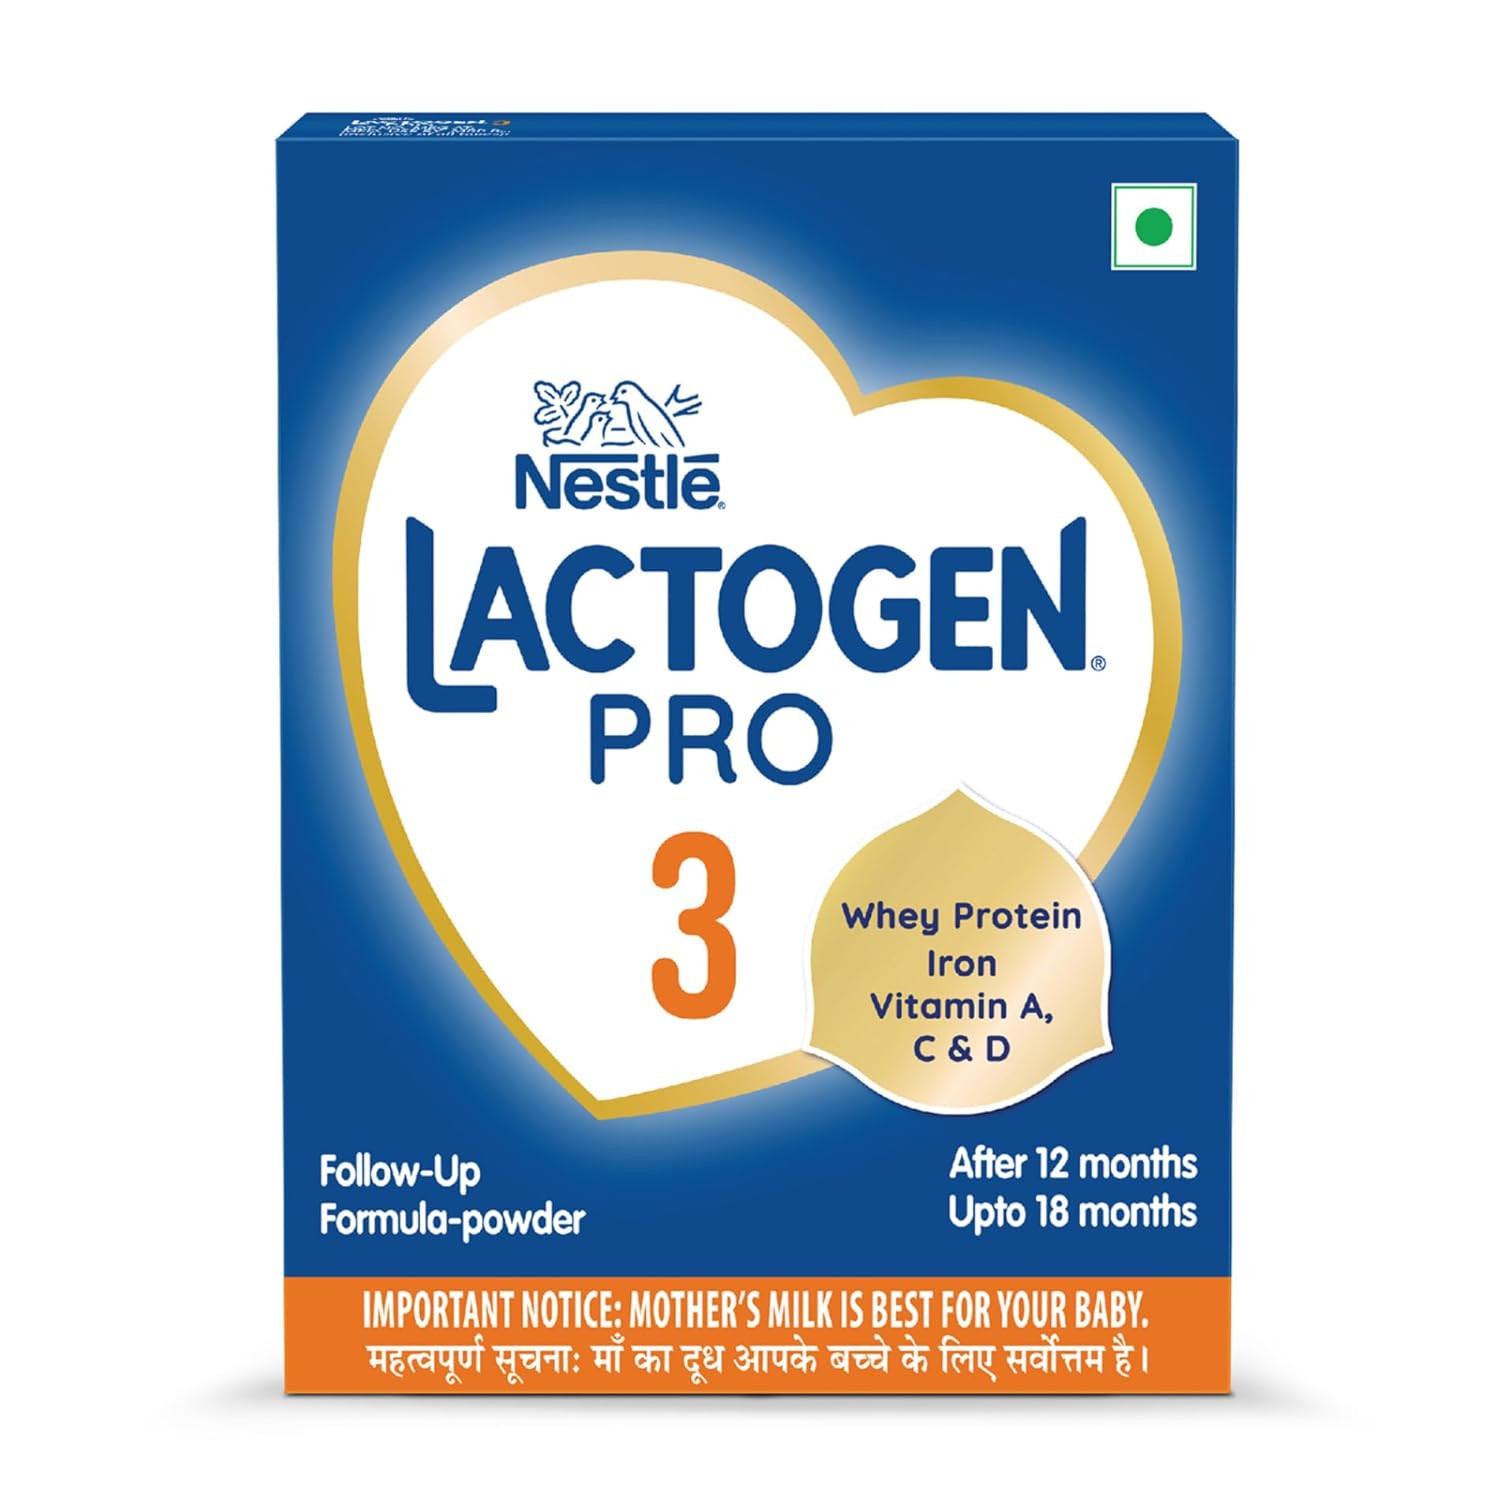 Nestlé®
LACTOGEN®
PRO
3
Whey Protein
Iron
Vitamin A,
C & D
Follow-Up
Formula-powder
After 12 months
Upto 18 months
IMPORTANT NOTICE: MOTHER'S MILK IS BEST FOR YOUR BABY.
महत्वपूर्ण सूचनाः माँ का दूध आपके बच्चे के लिए सर्वोत्तम है।